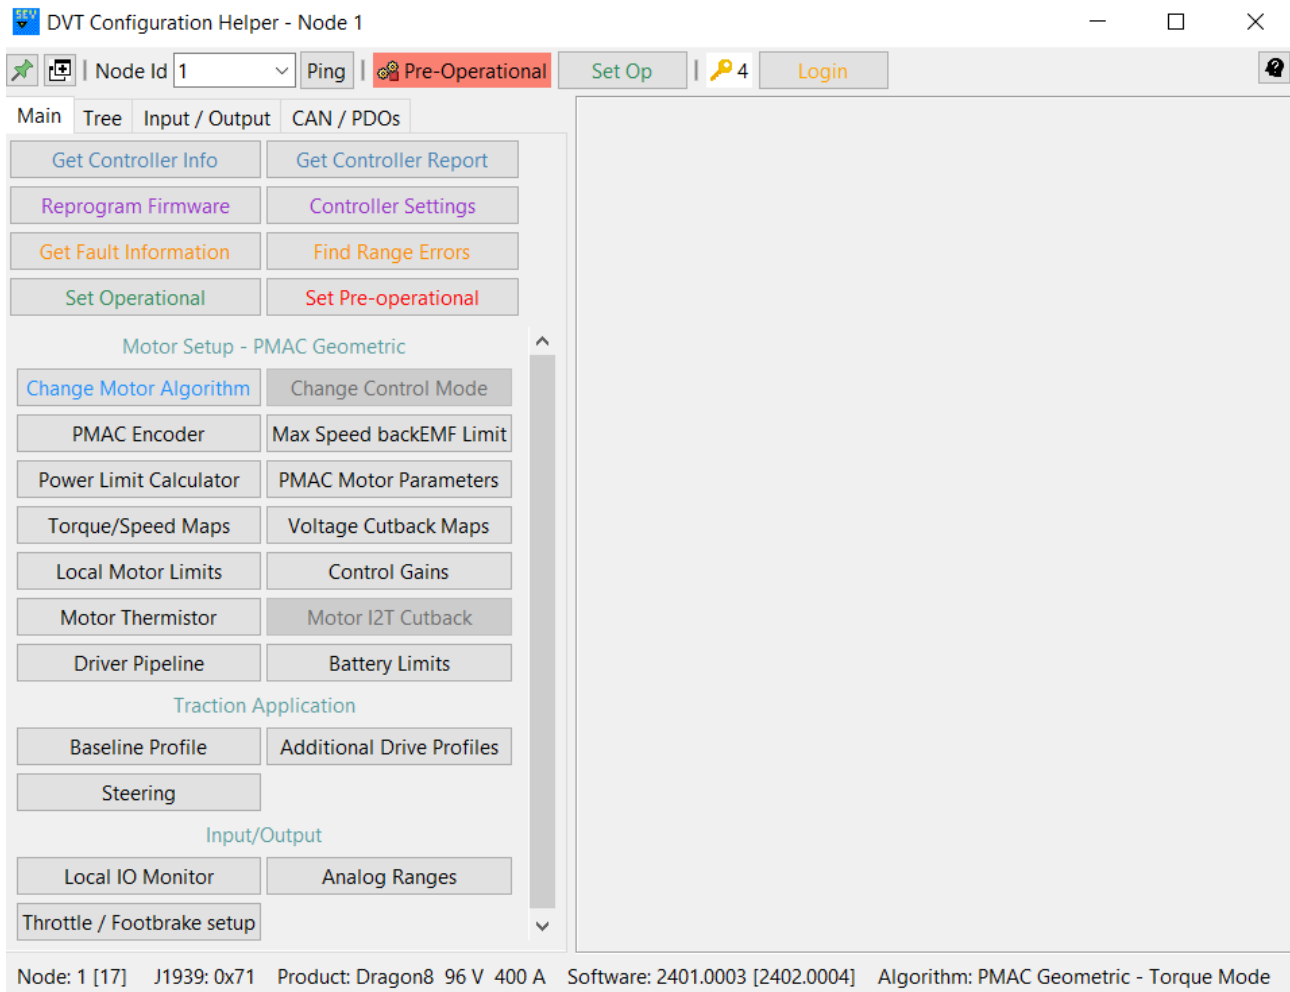 SEV DVT Configuration Helper - Node 1
Node Id 1 Ping Pre-Operational Set Op 4 Login
Main Tree Input / Output CAN / PDOs
Get Controller Info Get Controller Report
Reprogram Firmware Controller Settings
Get Fault Information Find Range Errors
Set Operational Set Pre-operational
Motor Setup - PMAC Geometric
Change Motor Algorithm Change Control Mode
PMAC Encoder Max Speed backEMF Limit
Power Limit Calculator PMAC Motor Parameters
Torque/Speed Maps Voltage Cutback Maps
Local Motor Limits Control Gains
Motor Thermistor Motor I2T Cutback
Driver Pipeline Battery Limits
Traction Application
Baseline Profile Additional Drive Profiles
Steering
Input/Output
Local IO Monitor Analog Ranges
Throttle / Footbrake setup
Node: 1 [17] J1939: 0x71 Product: Dragon8 96 V 400 A Software: 2401.0003 [2402.0004] Algorithm: PMAC Geometric - Torque Mode